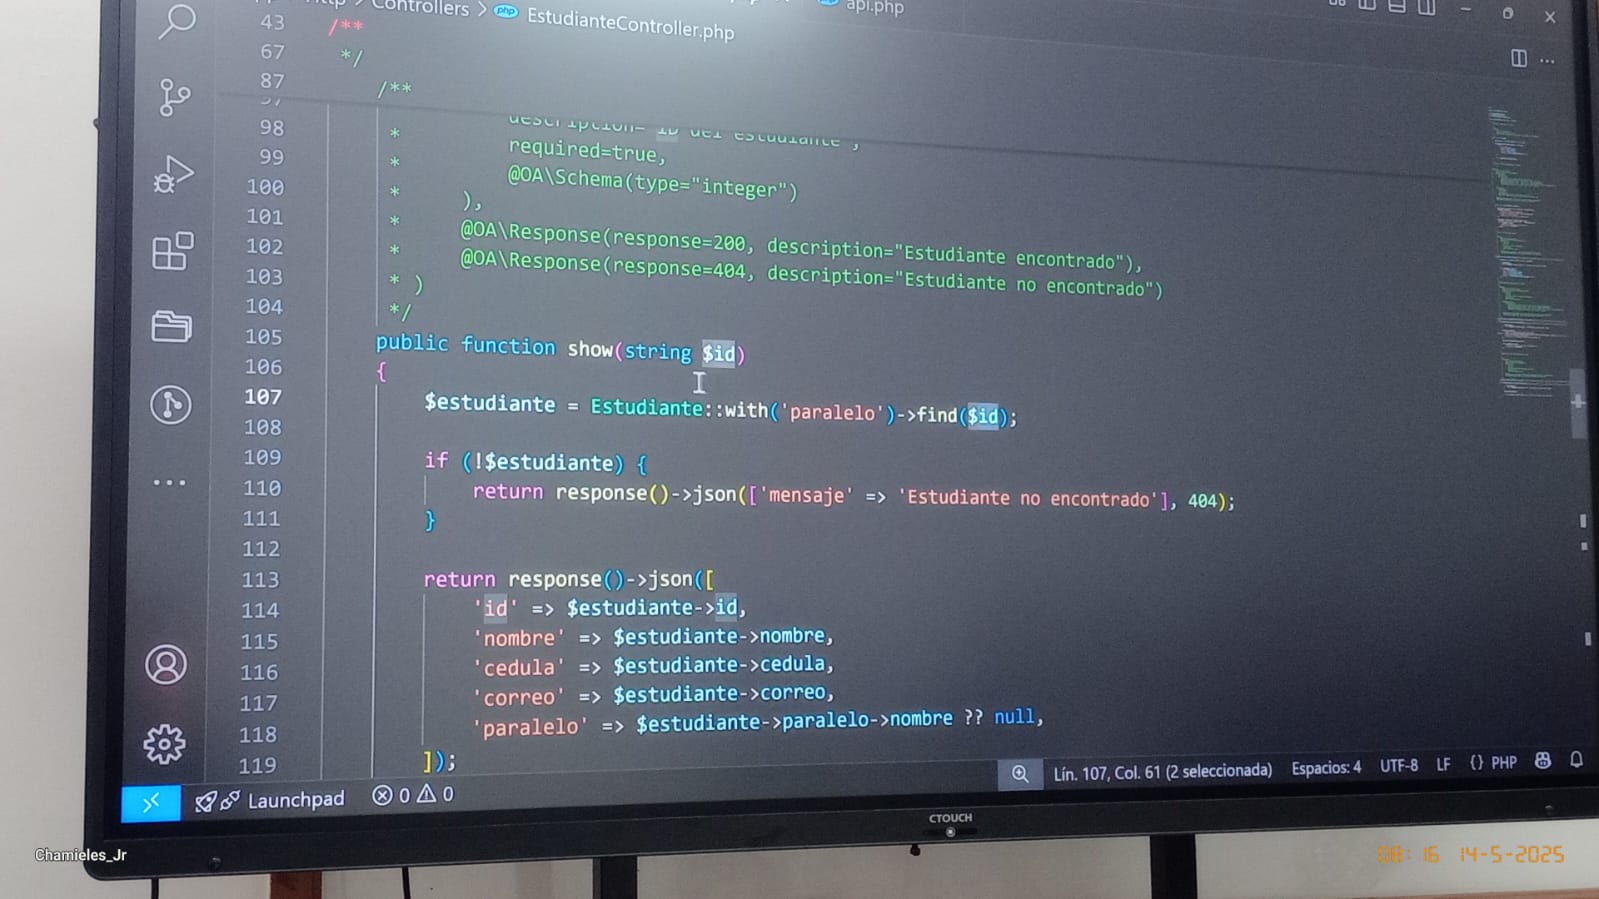 Controllers > php EstudianteController.php
api.php
43 /**
67 */
87 /**
97
98 * description="ID del estudiante",
99 * required=true,
100 * @OA\Schema(type="integer")
101 * ),
102 * @OA\Response(response=200, description="Estudiante encontrado"),
103 * @OA\Response(response=404, description="Estudiante no encontrado")
104 * )
105 */
106 public function show(string $id)
107 {
108 $estudiante = Estudiante::with('paralelo')->find($id);
109 if (!$estudiante) {
110 return response()->json(['mensaje' => 'Estudiante no encontrado'], 404);
111 }
112
113 return response()->json([
114 'id' => $estudiante->id,
115 'nombre' => $estudiante->nombre,
116 'cedula' => $estudiante->cedula,
117 'correo' => $estudiante->correo,
118 'paralelo' => $estudiante->paralelo->nombre ?? null,
119 ]);
Launchpad 0 0 Lín. 107, Col. 61 (2 seleccionada) Espacios: 4 UTF-8 LF {} PHP
CTOUCH
Chamieles_Jr
08:16 14-5-2025